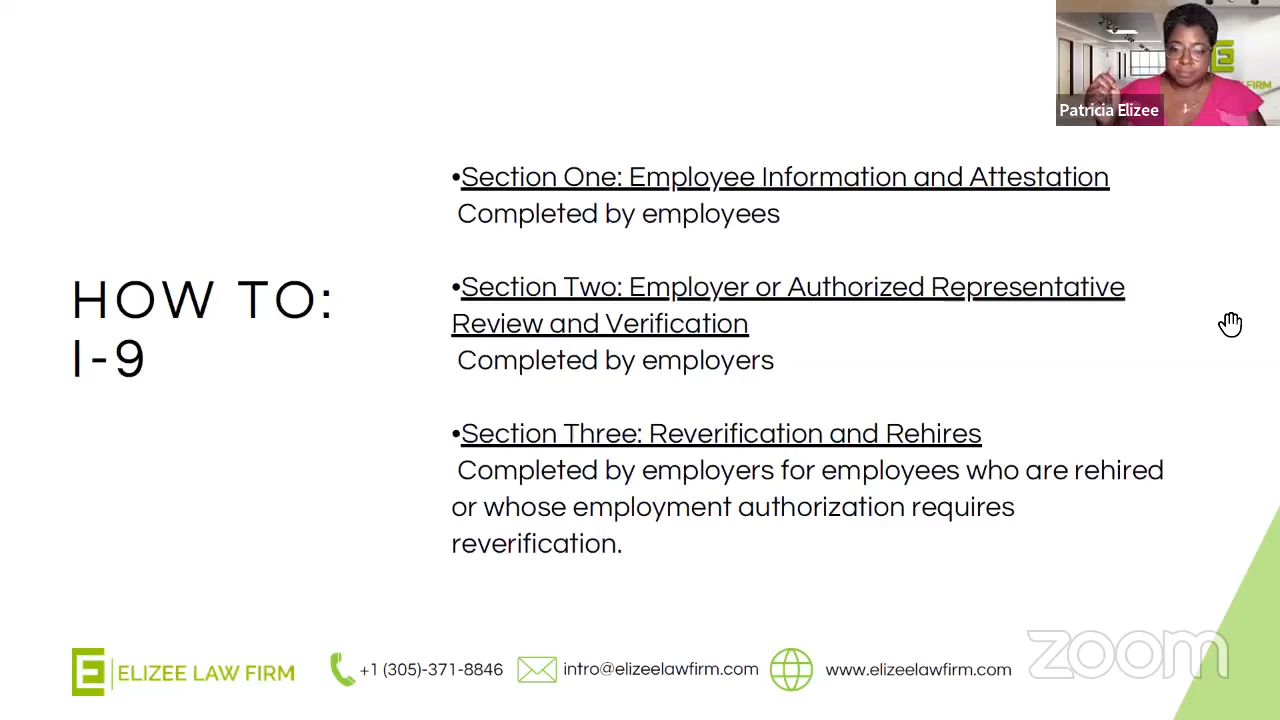 E
FIRM
Patricia Elizee
HOW TO:
I-9
•Section One: Employee Information and Attestation
Completed by employees
•Section Two: Employer or Authorized Representative
Review and Verification
Completed by employers
•Section Three: Reverification and Rehires
Completed by employers for employees who are rehired
or whose employment authorization requires
reverification.
E ELIZEE LAW FIRM
+1 (305)-371-8846
intro@elizeelawfirm.com
www.elizeelawfirm.com
zoom